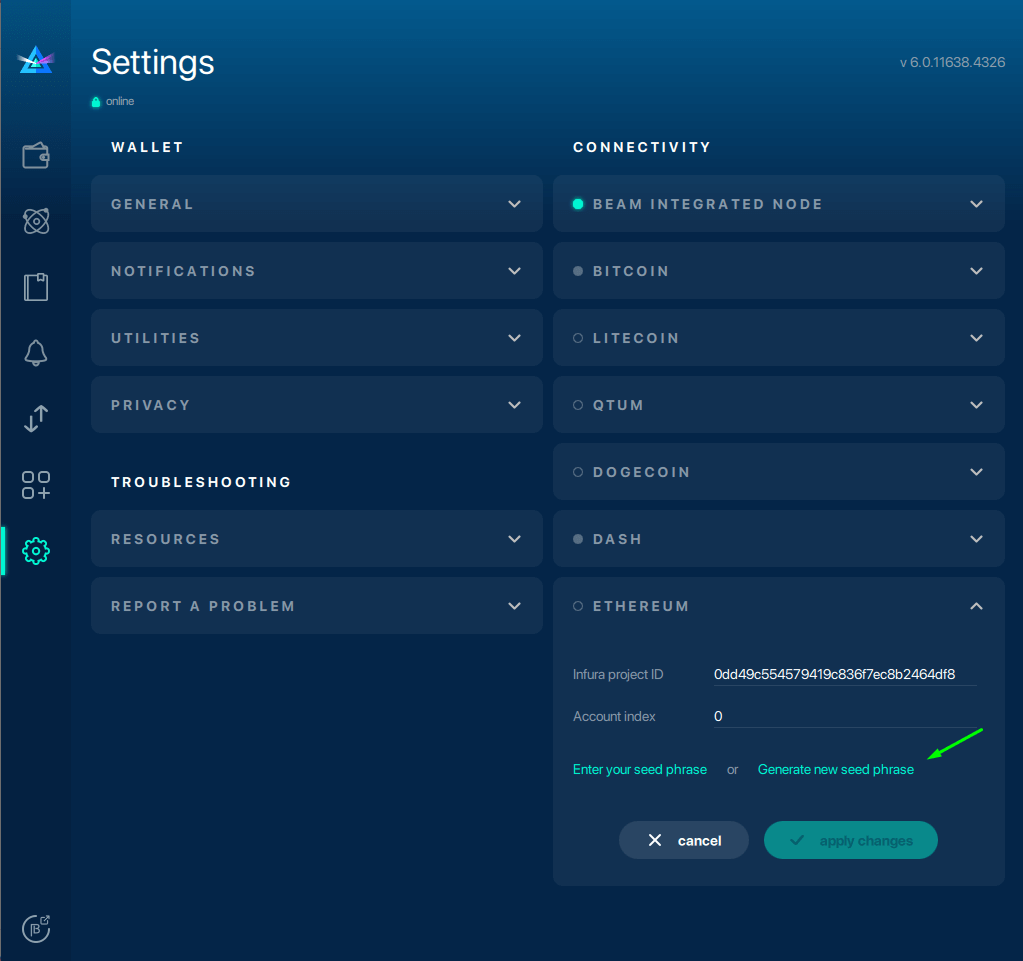 Settings
v 6.0.11638.4326
online
WALLET
GENERAL
NOTIFICATIONS
UTILITIES
PRIVACY
TROUBLESHOOTING
RESOURCES
REPORT A PROBLEM
CONNECTIVITY
BEAM INTEGRATED NODE
BITCOIN
LITECOIN
QTUM
DOGECOIN
DASH
ETHEREUM
Infura project ID 0dd49c554579419c836f7ec8b2464df8
Account index 0
Enter your seed phrase or Generate new seed phrase
cancel apply changes